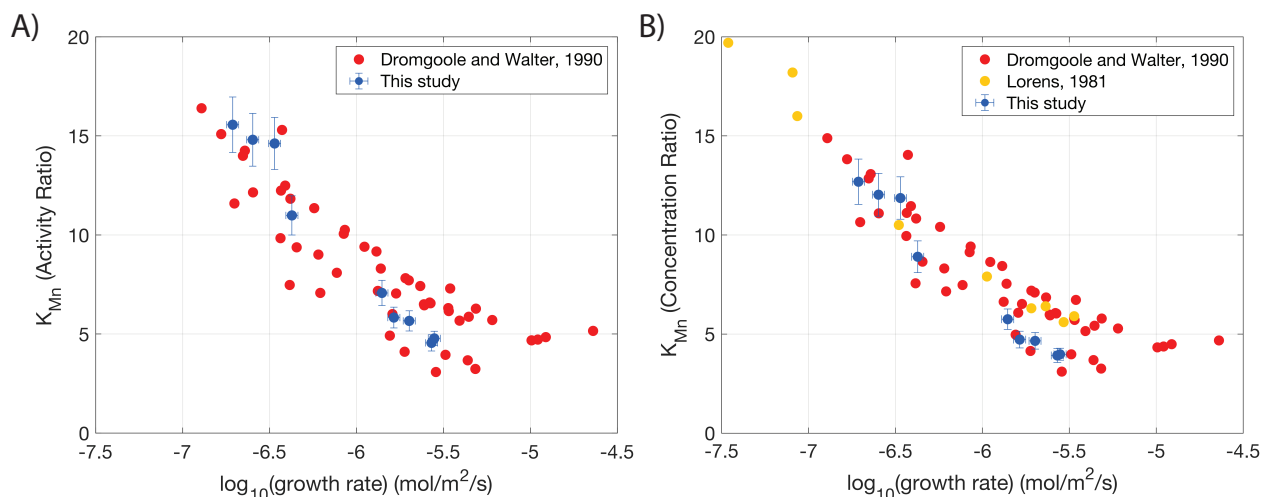 A)
20
15
10
5
0
K_Mn (Activity Ratio)
Dromgoole and Walter, 1990
This study
-7.5 -7 -6.5 -6 -5.5 -5 -4.5
log10(growth rate) (mol/m²/s)
B)
20
15
10
5
0
K_Mn (Concentration Ratio)
Dromgoole and Walter, 1990
Lorens, 1981
This study
-7.5 -7 -6.5 -6 -5.5 -5 -4.5
log10(growth rate) (mol/m²/s)